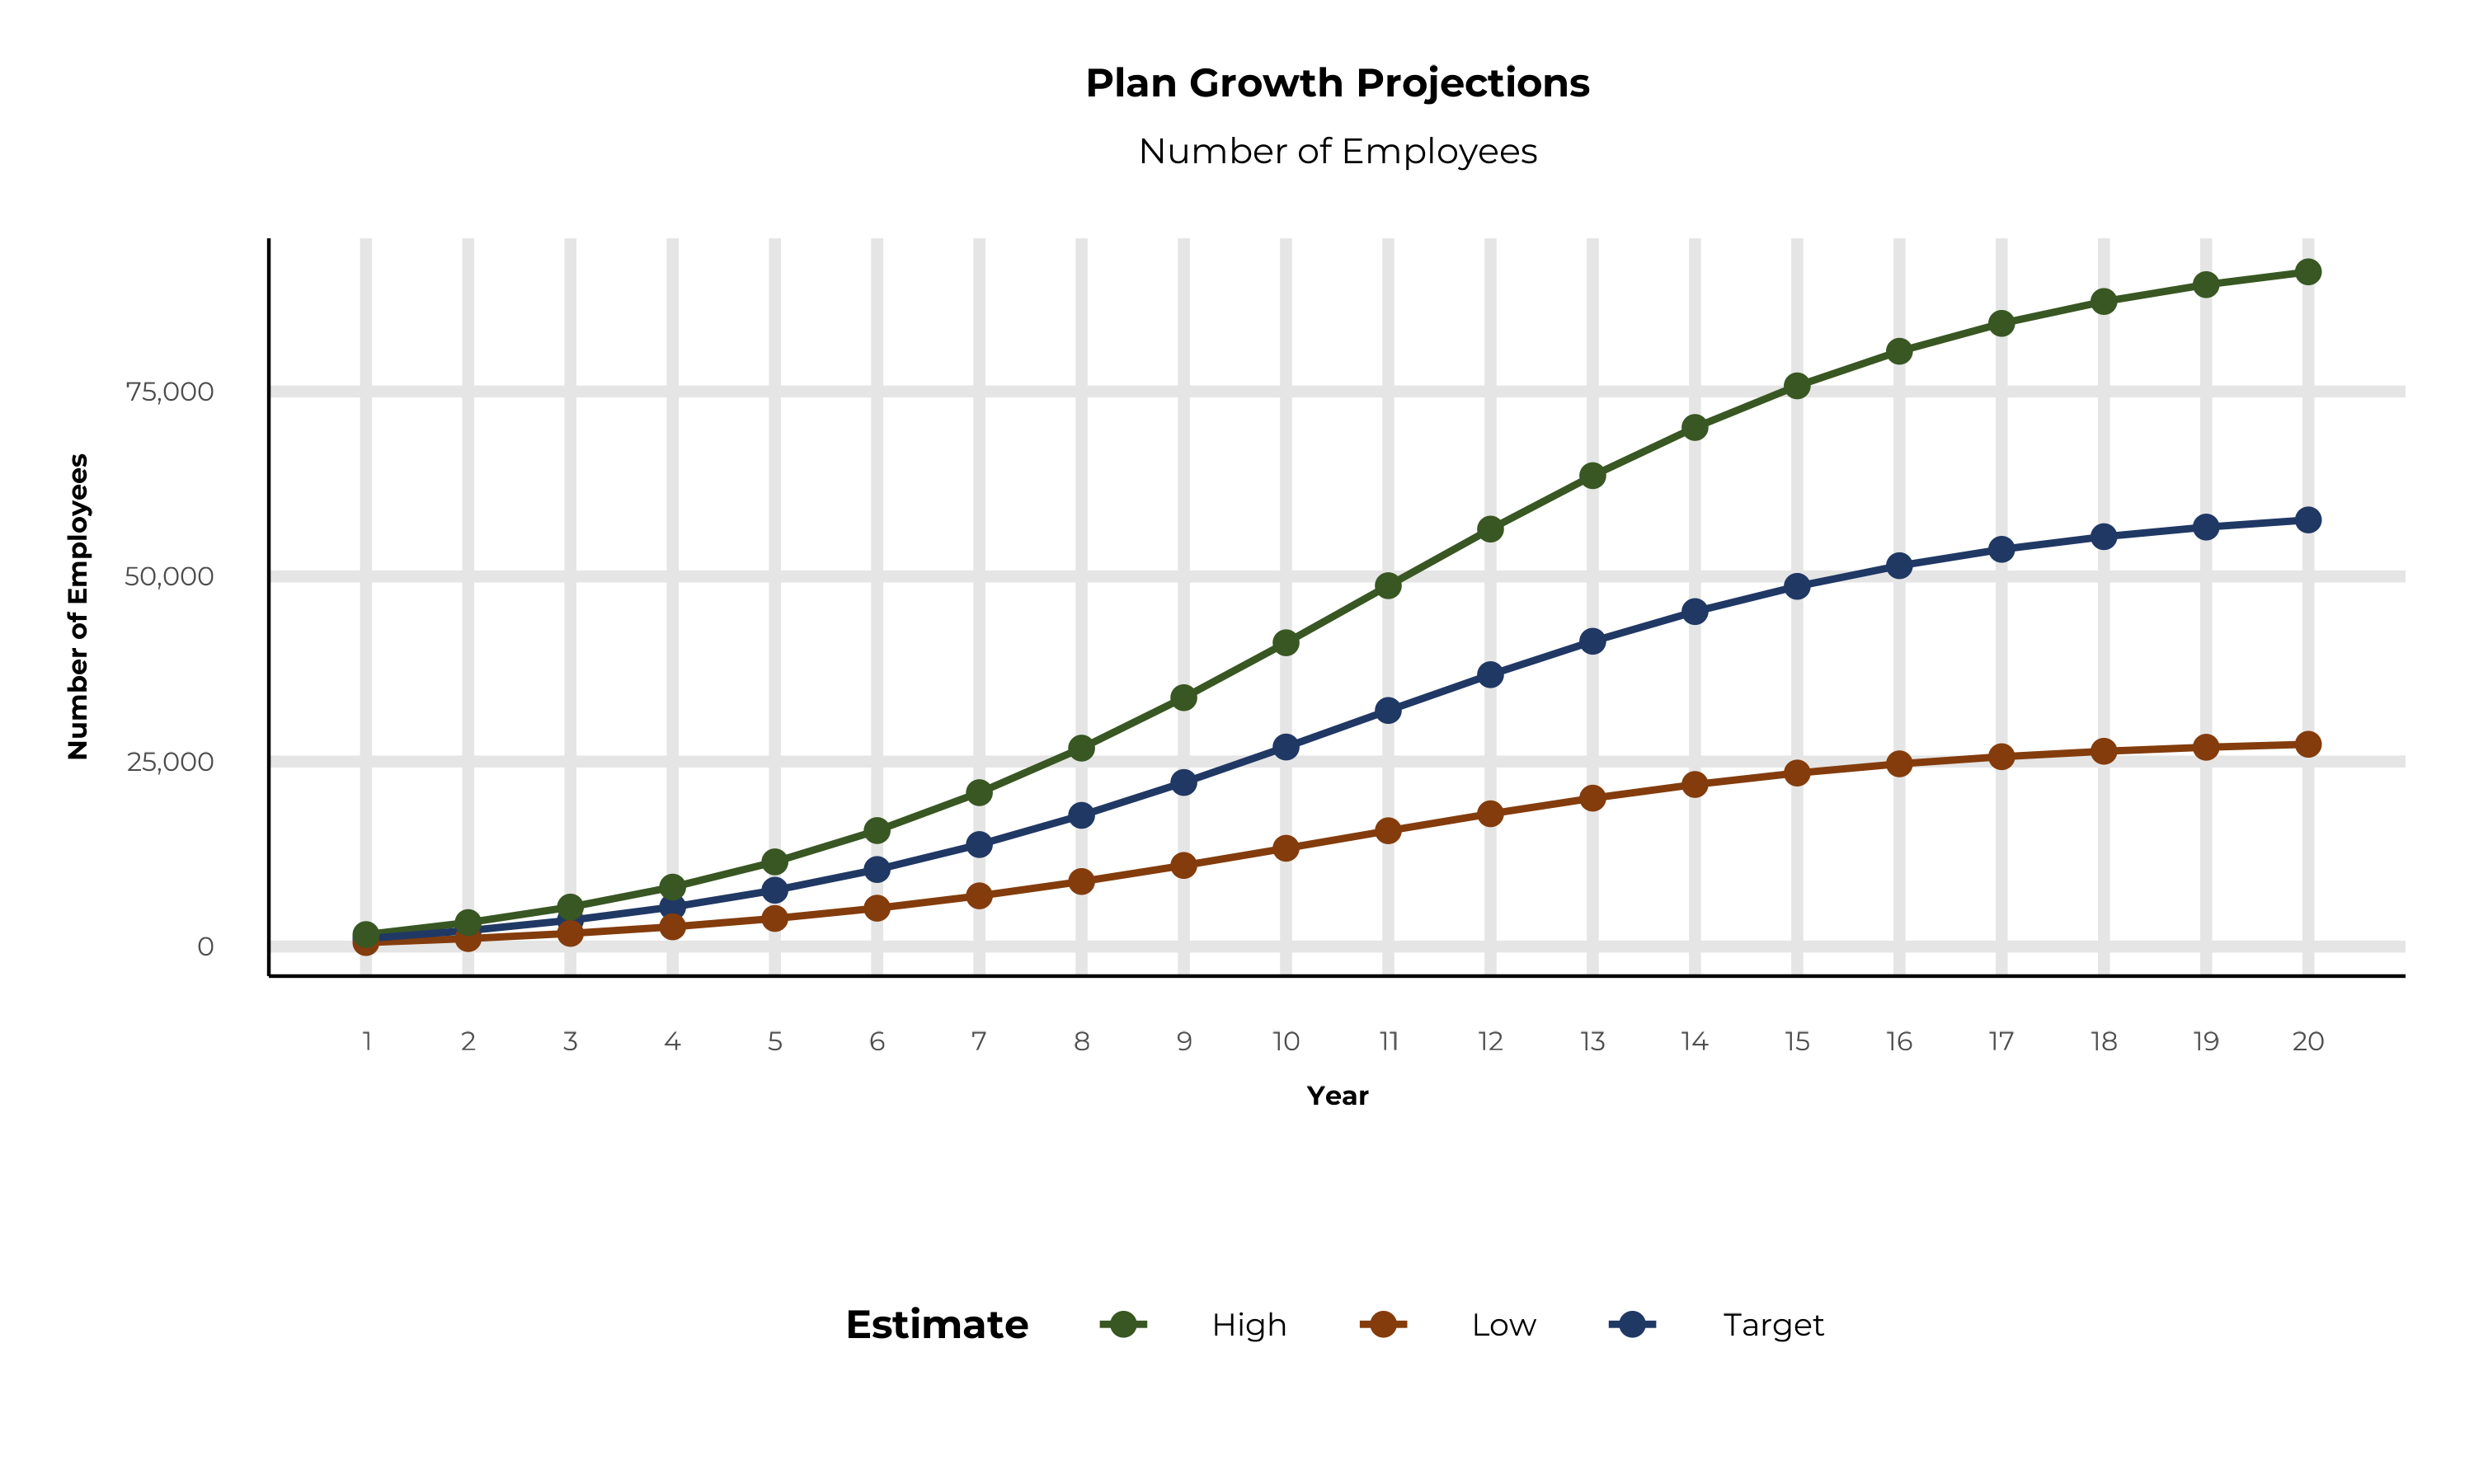 Plan Growth Projections
Number of Employees
Number of Employees
75,000
50,000
25,000
0
1 2 3 4 5 6 7 8 9 10 11 12 13 14 15 16 17 18 19 20
Year
Estimate High Low Target